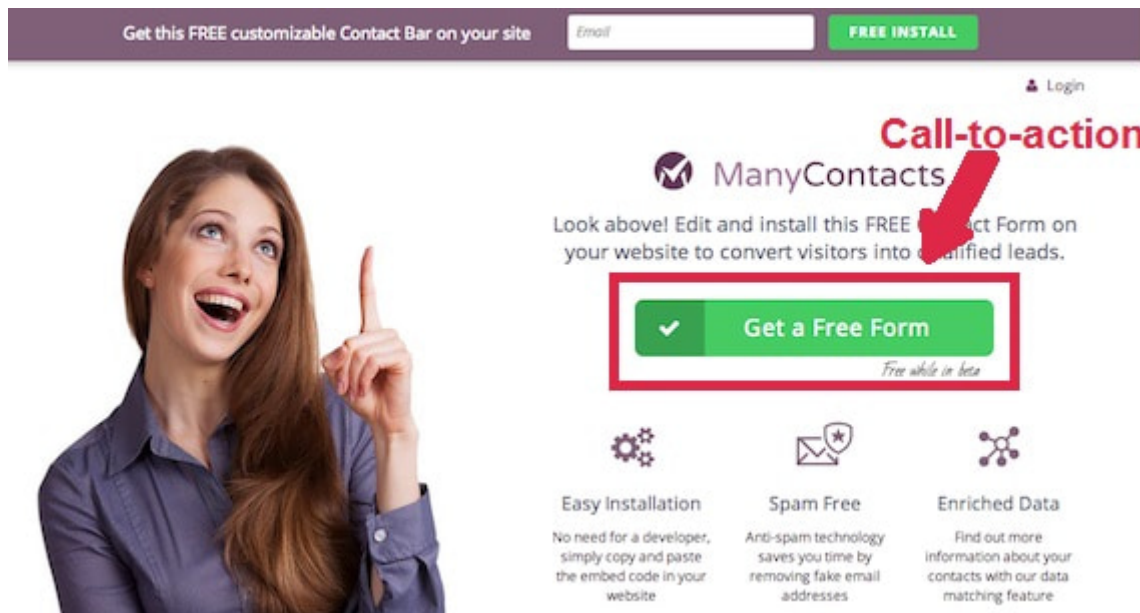 Get this FREE customizable Contact Bar on your site
Email
FREE INSTALL
Login
Call-to-action
ManyContacts
Look above! Edit and install this FREE Form on
your website to convert visitors into leads.
Get a Free Form
Free while in beta
Easy Installation
No need for a developer,
simply copy and paste
the embed code in your
website
Spam Free
Anti-spam technology
saves you time by
removing fake email
addresses
Enriched Data
Find out more
information about your
contacts with our data
matching feature